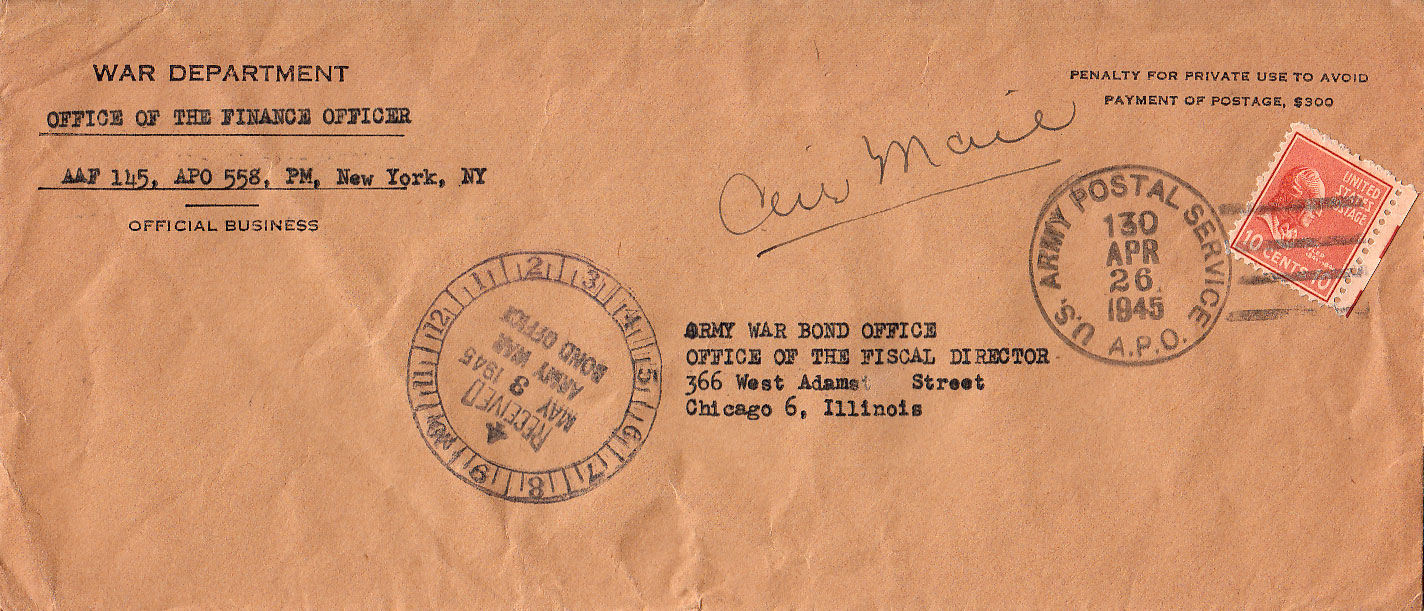 WAR DEPARTMENT
OFFICE OF THE FINANCE OFFICER
AAF 145, APO 558, PM, New York, NY
OFFICIAL BUSINESS
PENALTY FOR PRIVATE USE TO AVOID
PAYMENT OF POSTAGE, $300
Air Mail
UNITED
STATES
POSTAGE
10 CENTS 10
U.S. ARMY POSTAL SERVICE
130
APR
26
1945
A.P.O.
1 2 3 4 5 6 7 8 9 11 12
RECEIVED
MAY 3 1945
ARMY WAR
BOND OFFICE
ARMY WAR BOND OFFICE
OFFICE OF THE FISCAL DIRECTOR
366 West Adams Street
Chicago 6, Illinois